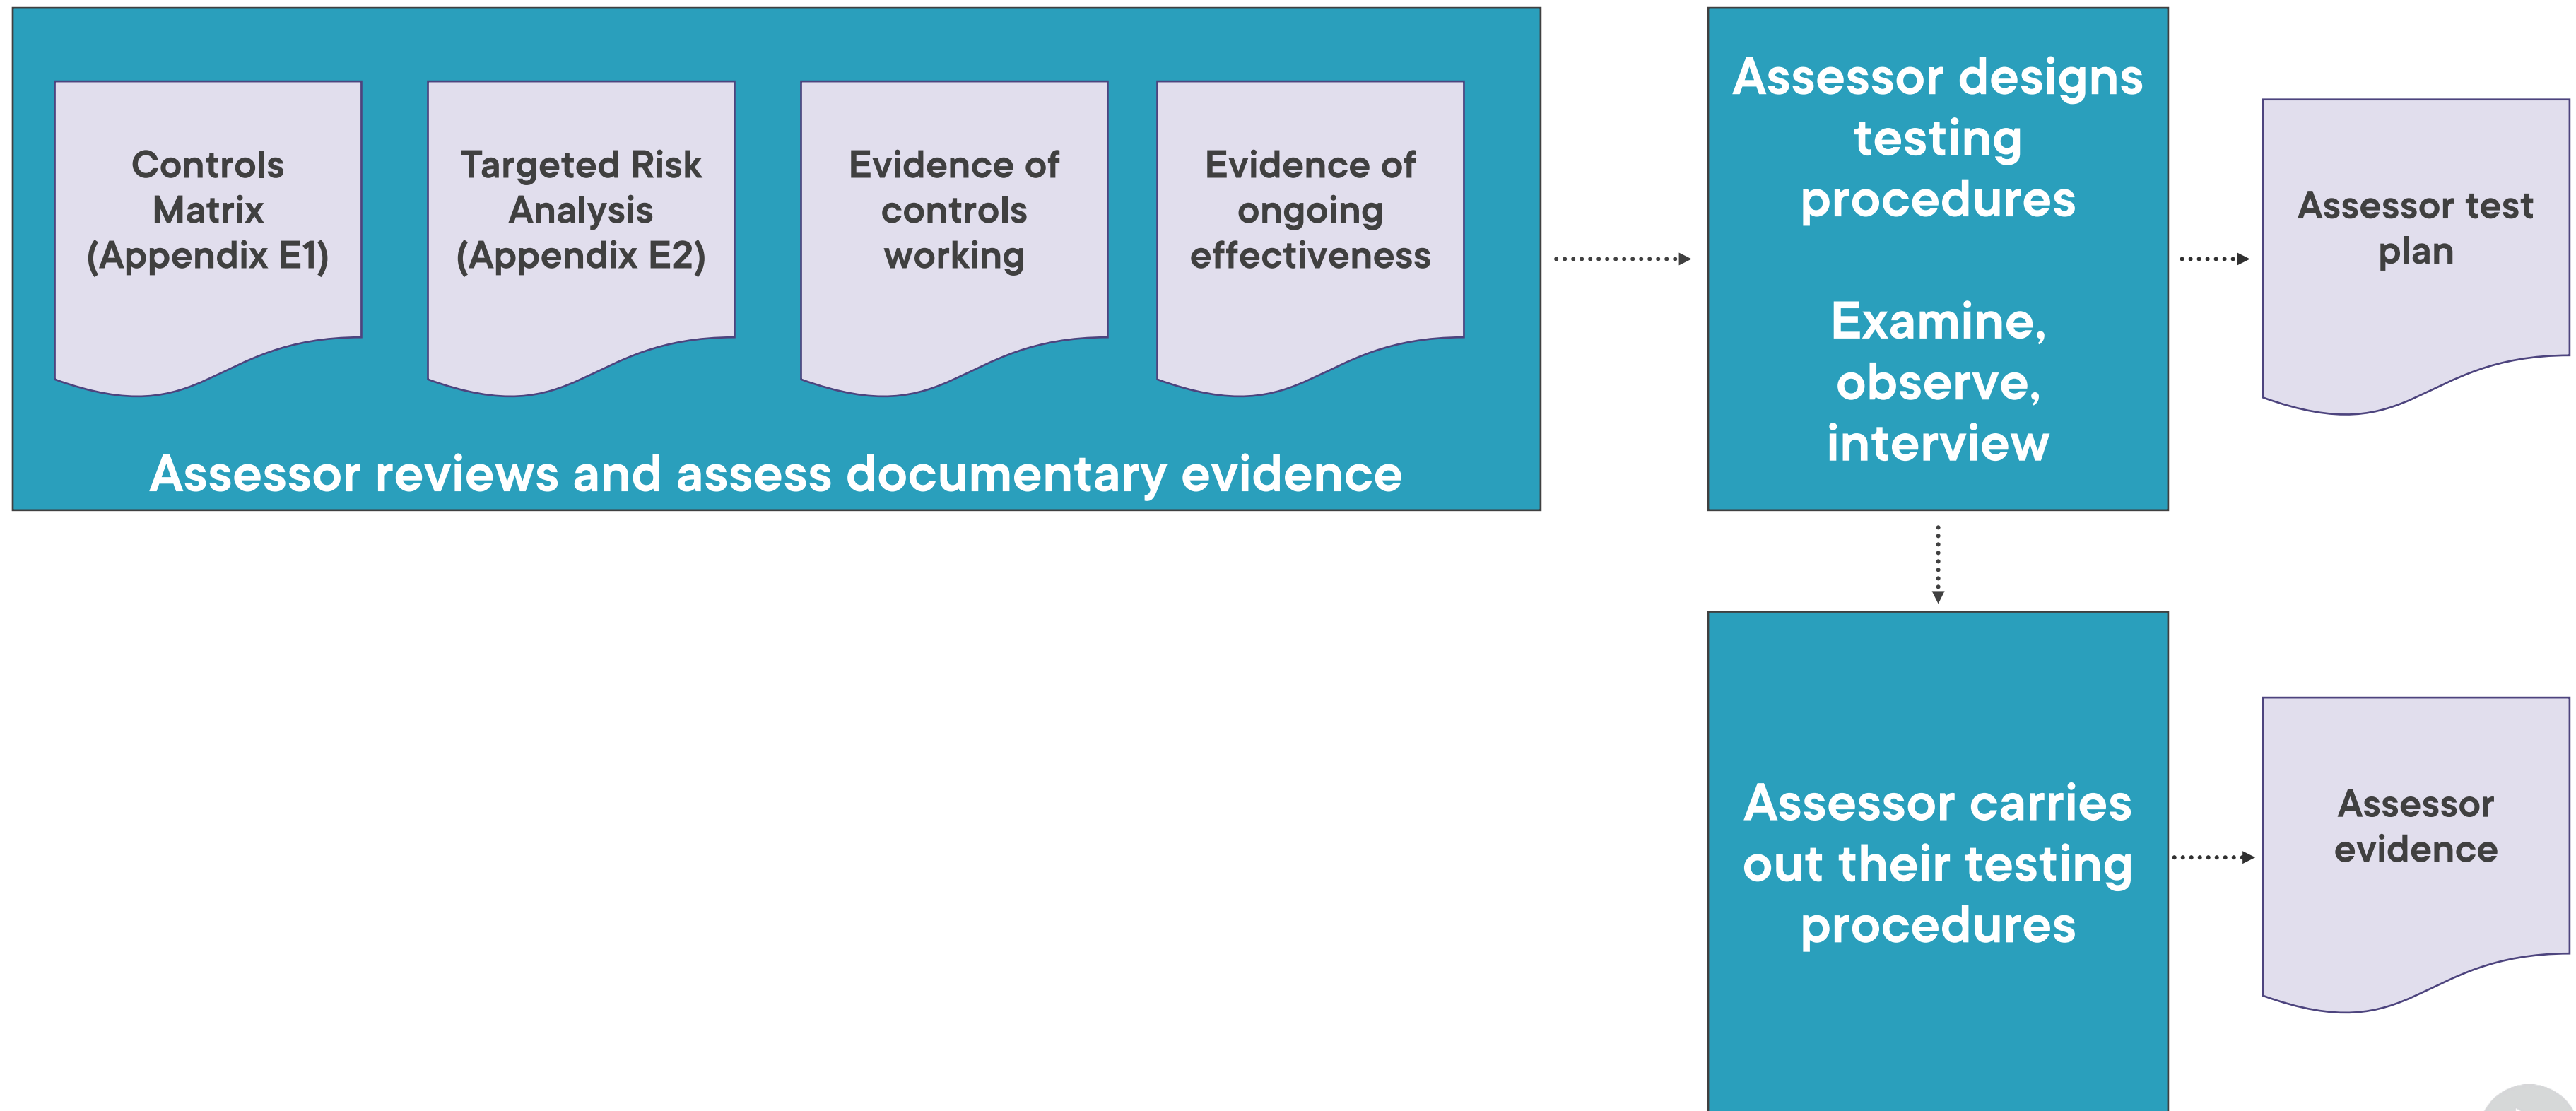 Controls
Matrix
(Appendix E1)
Targeted Risk
Analysis
(Appendix E2)
Evidence of
controls
working
Evidence of
ongoing
effectiveness
Assessor reviews and assess documentary evidence
Assessor designs
testing
procedures
Examine,
observe,
interview
Assessor test
plan
Assessor carries
out their testing
procedures
Assessor
evidence